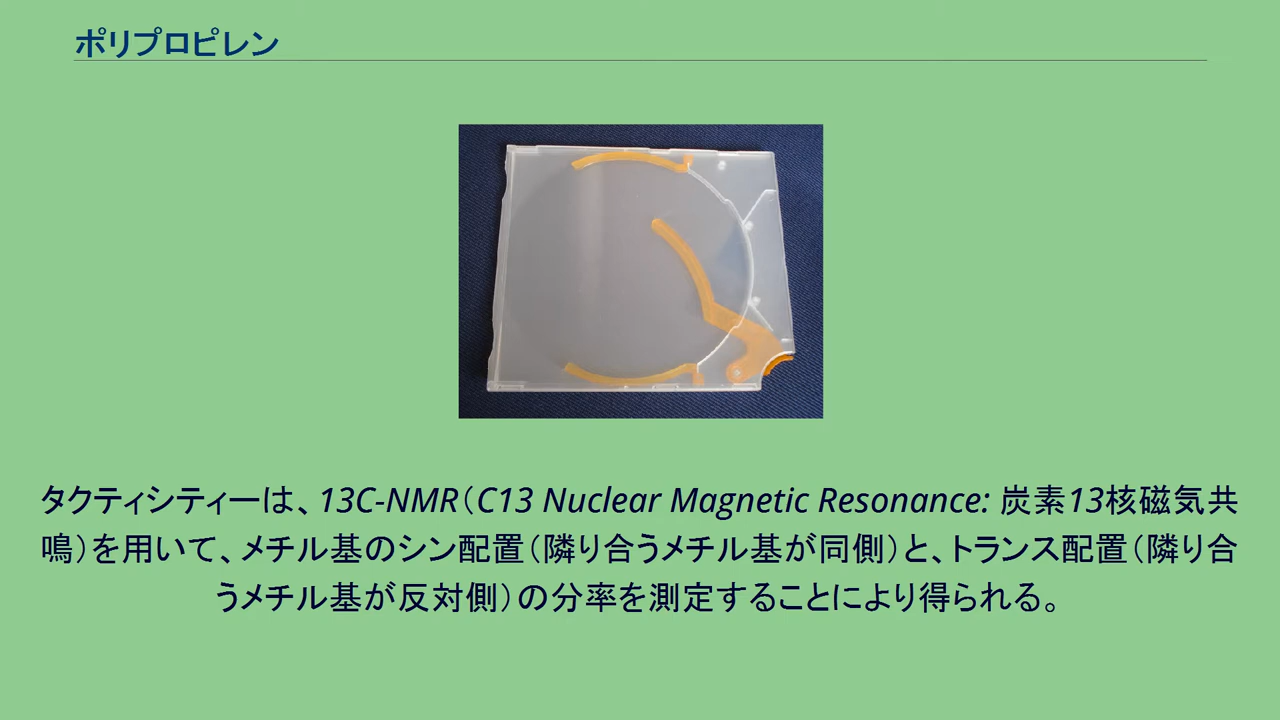 ポリプロピレン
タクティシティーは、13C-NMR（C13 Nuclear Magnetic Resonance: 炭素13核磁気共
鳴）を用いて、メチル基のシン配置（隣り合うメチル基が同側）と、トランス配置（隣り合
うメチル基が反対側）の分率を測定することにより得られる。